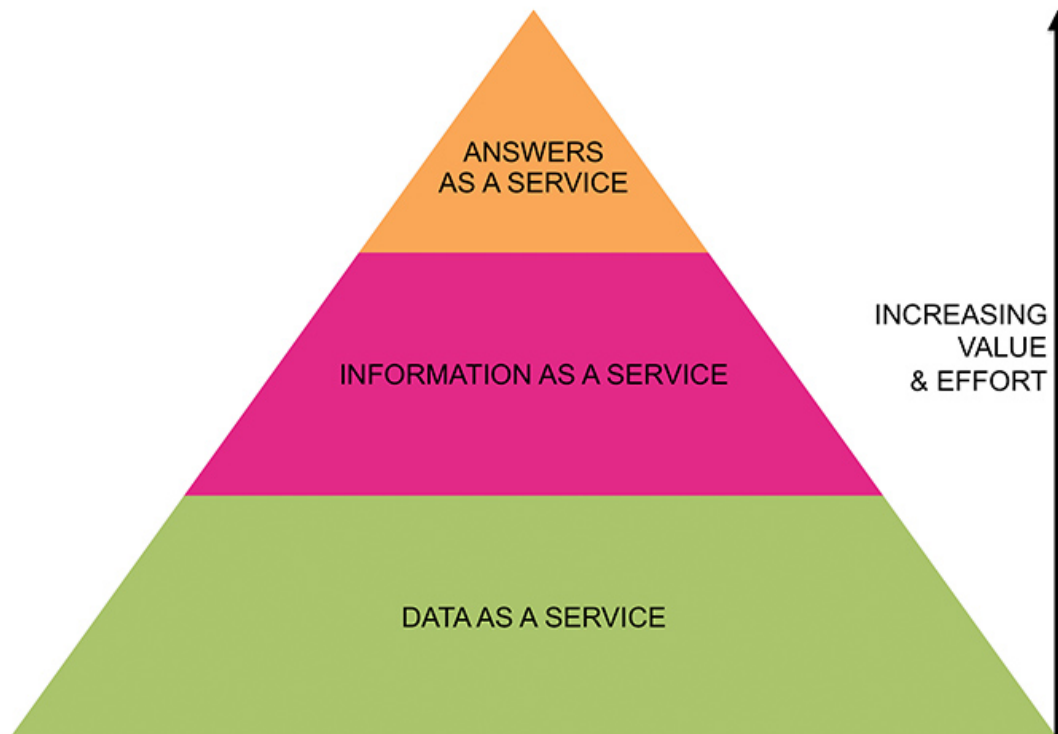 ANSWERS
AS A SERVICE
INFORMATION AS A SERVICE
DATA AS A SERVICE
INCREASING
VALUE
& EFFORT